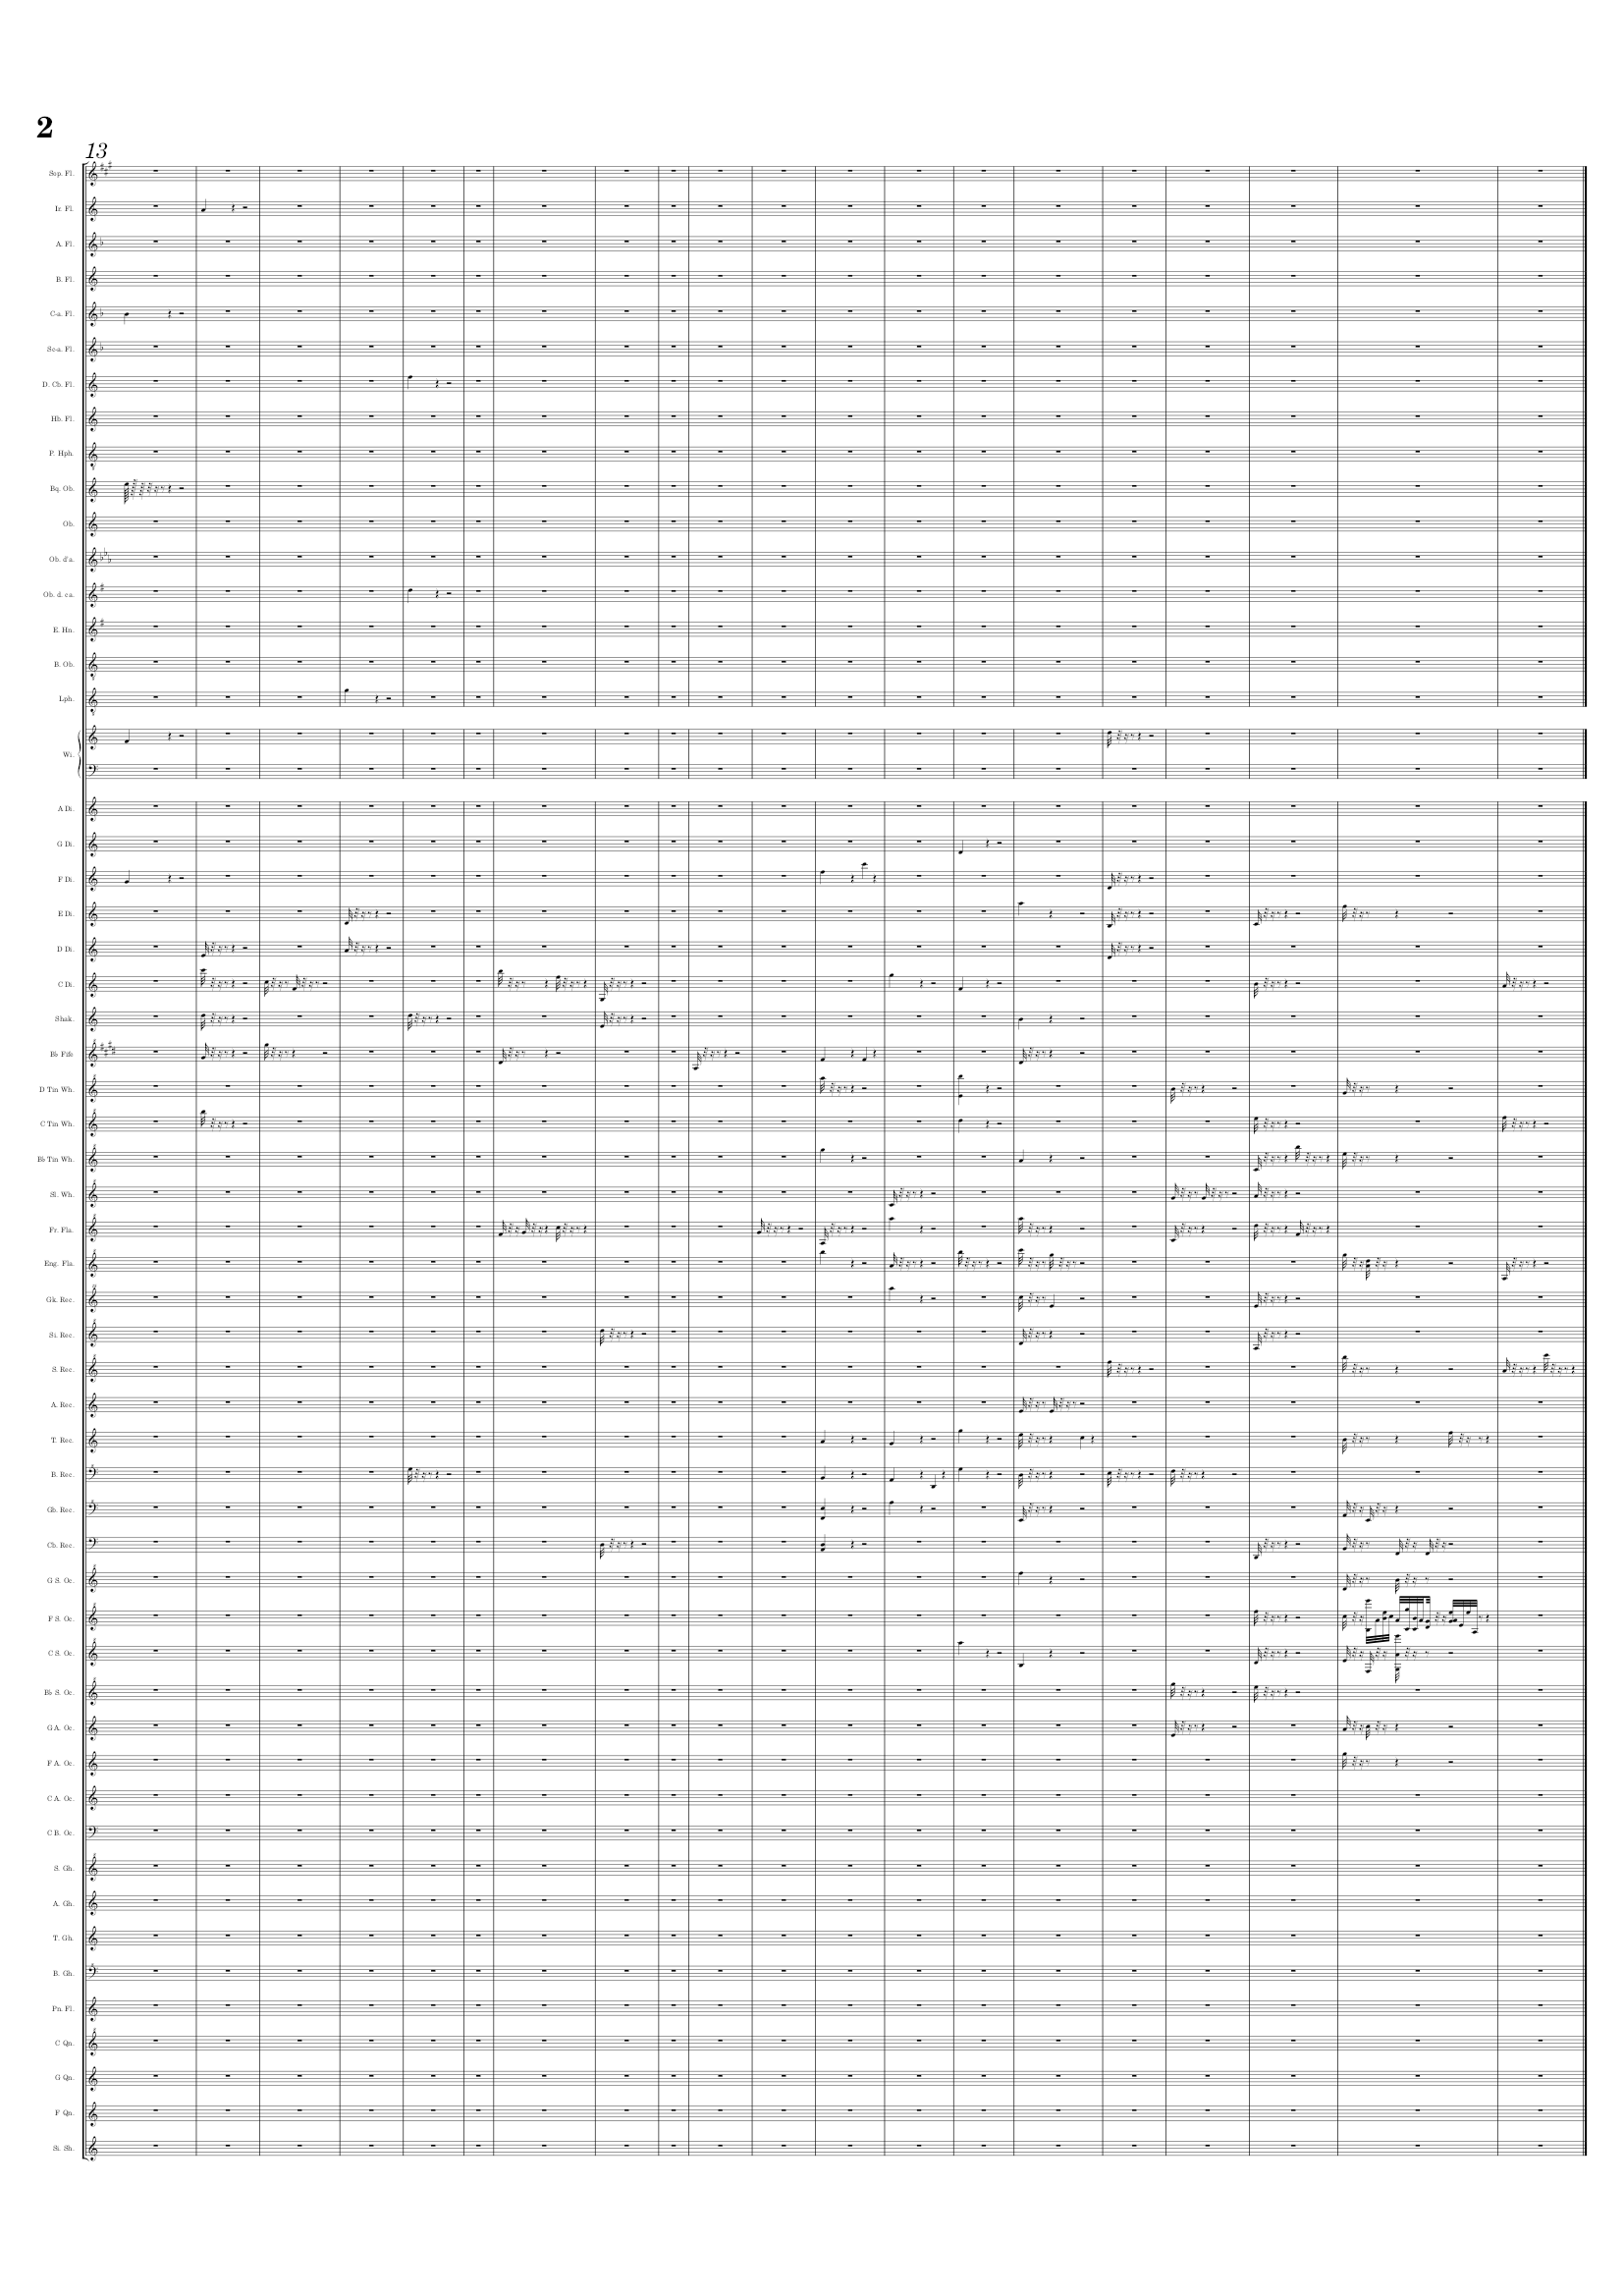 2
13
Sop. Fl.
Ir. Fl.
A. Fl.
B. Fl.
C-a. Fl.
Sc-a. Fl.
D. Cb. Fl.
Hb. Fl.
P. Hph.
Bq. Ob.
Ob.
Ob. d'a.
Ob. d. ca.
E. Hn.
B. Ob.
Lph.
Wi.
A Di.
G Di.
F Di.
E Di.
D Di.
C Di.
Shak.
B♭ Fife
D Tin Wh.
C Tin Wh.
B♭ Tin Wh.
Sl. Wh.
Fr. Fla.
Eng. Fla.
Gk. Rec.
Si. Rec.
S. Rec.
A. Rec.
T. Rec.
B. Rec.
Gb. Rec.
Cb. Rec.
G S. Oc.
F S. Oc.
C S. Oc.
B♭ S. Oc.
G A. Oc.
F A. Oc.
C A. Oc.
C B. Oc.
S. Gh.
A. Gh.
T. Gh.
B. Gh.
Pn. Fl.
C Qn.
G Qn.
F Qn.
Si. Sh.